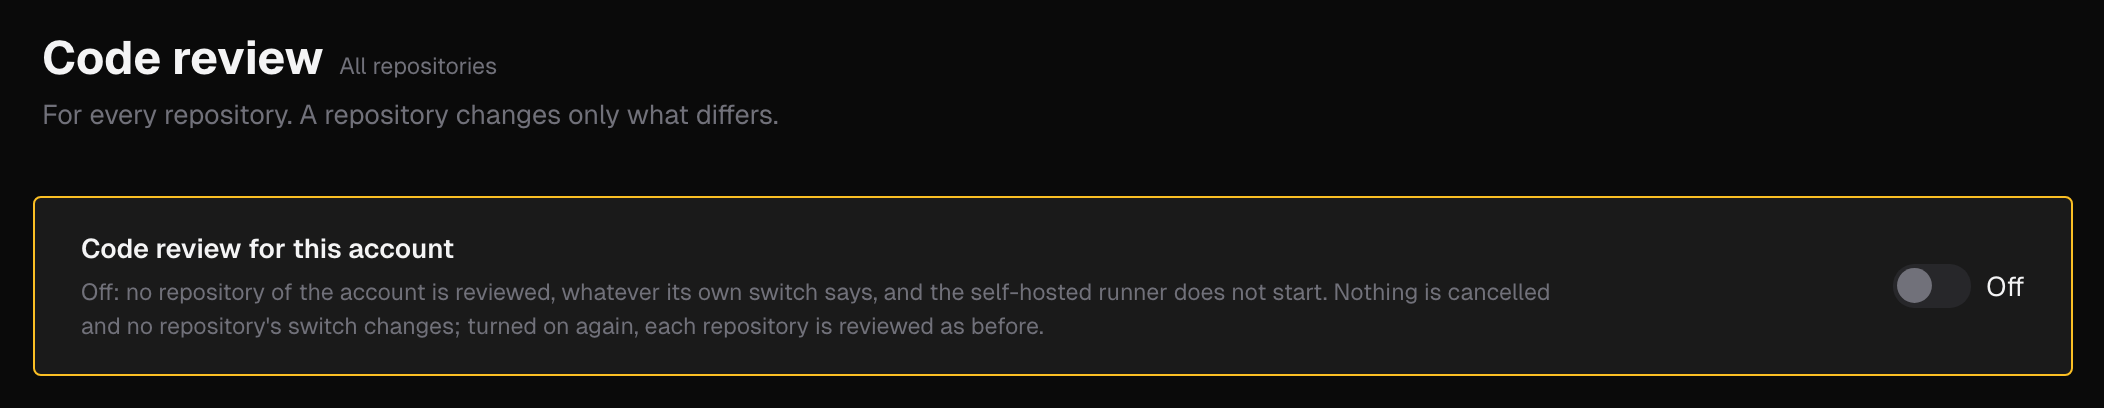 Code review All repositories
For every repository. A repository changes only what differs.
Code review for this account
Off: no repository of the account is reviewed, whatever its own switch says, and the self-hosted runner does not start. Nothing is cancelled
and no repository's switch changes; turned on again, each repository is reviewed as before.
Off